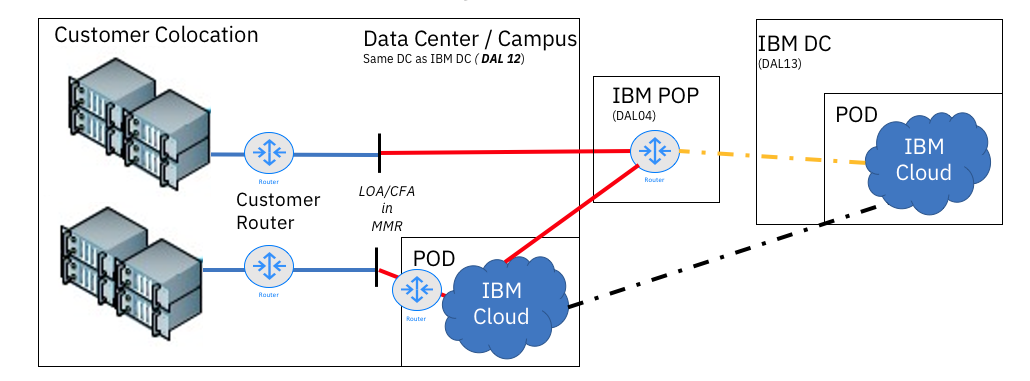 Customer Colocation
Data Center / Campus
Same DC as IBM DC ( DAL 12)
IBM DC
(DAL13)
IBM POP
(DAL04)
POD
IBM
Cloud
Router
Router
LOA/CFA
in
MMR
Customer
Router
POD
IBM
Cloud
Router
Router